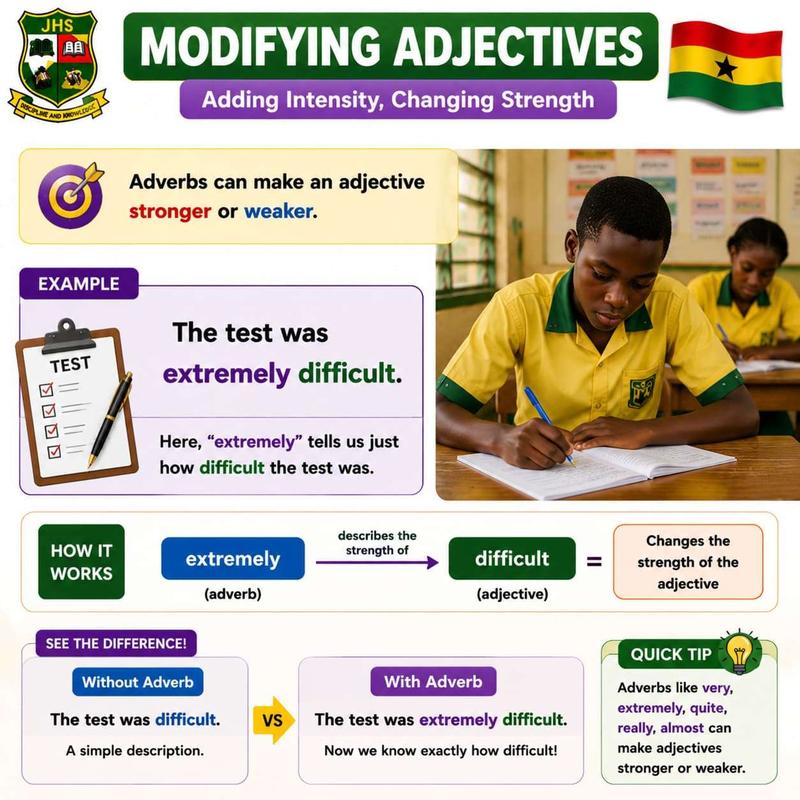 JHS
DISCIPLINE AND KNOWLEDGE
MODIFYING ADJECTIVES
Adding Intensity, Changing Strength
Adverbs can make an adjective
stronger or weaker.
EXAMPLE
TEST
The test was
extremely difficult.
Here, “extremely” tells us just
how difficult the test was.
HOW IT
WORKS
extremely
(adverb)
describes the
strength of
difficult
(adjective)
=
Changes the
strength of the
adjective
SEE THE DIFFERENCE!
Without Adverb
The test was difficult.
A simple description.
VS
With Adverb
The test was extremely difficult.
Now we know exactly how difficult!
QUICK TIP
Adverbs like very,
extremely, quite,
really, almost can
make adjectives
stronger or weaker.